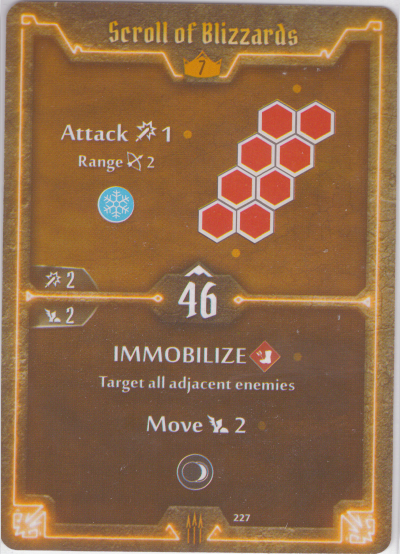 Scroll of Blizzards
7
Attack 1
Range 2
2
46
2
IMMOBILIZE
Target all adjacent enemies
Move 2
227